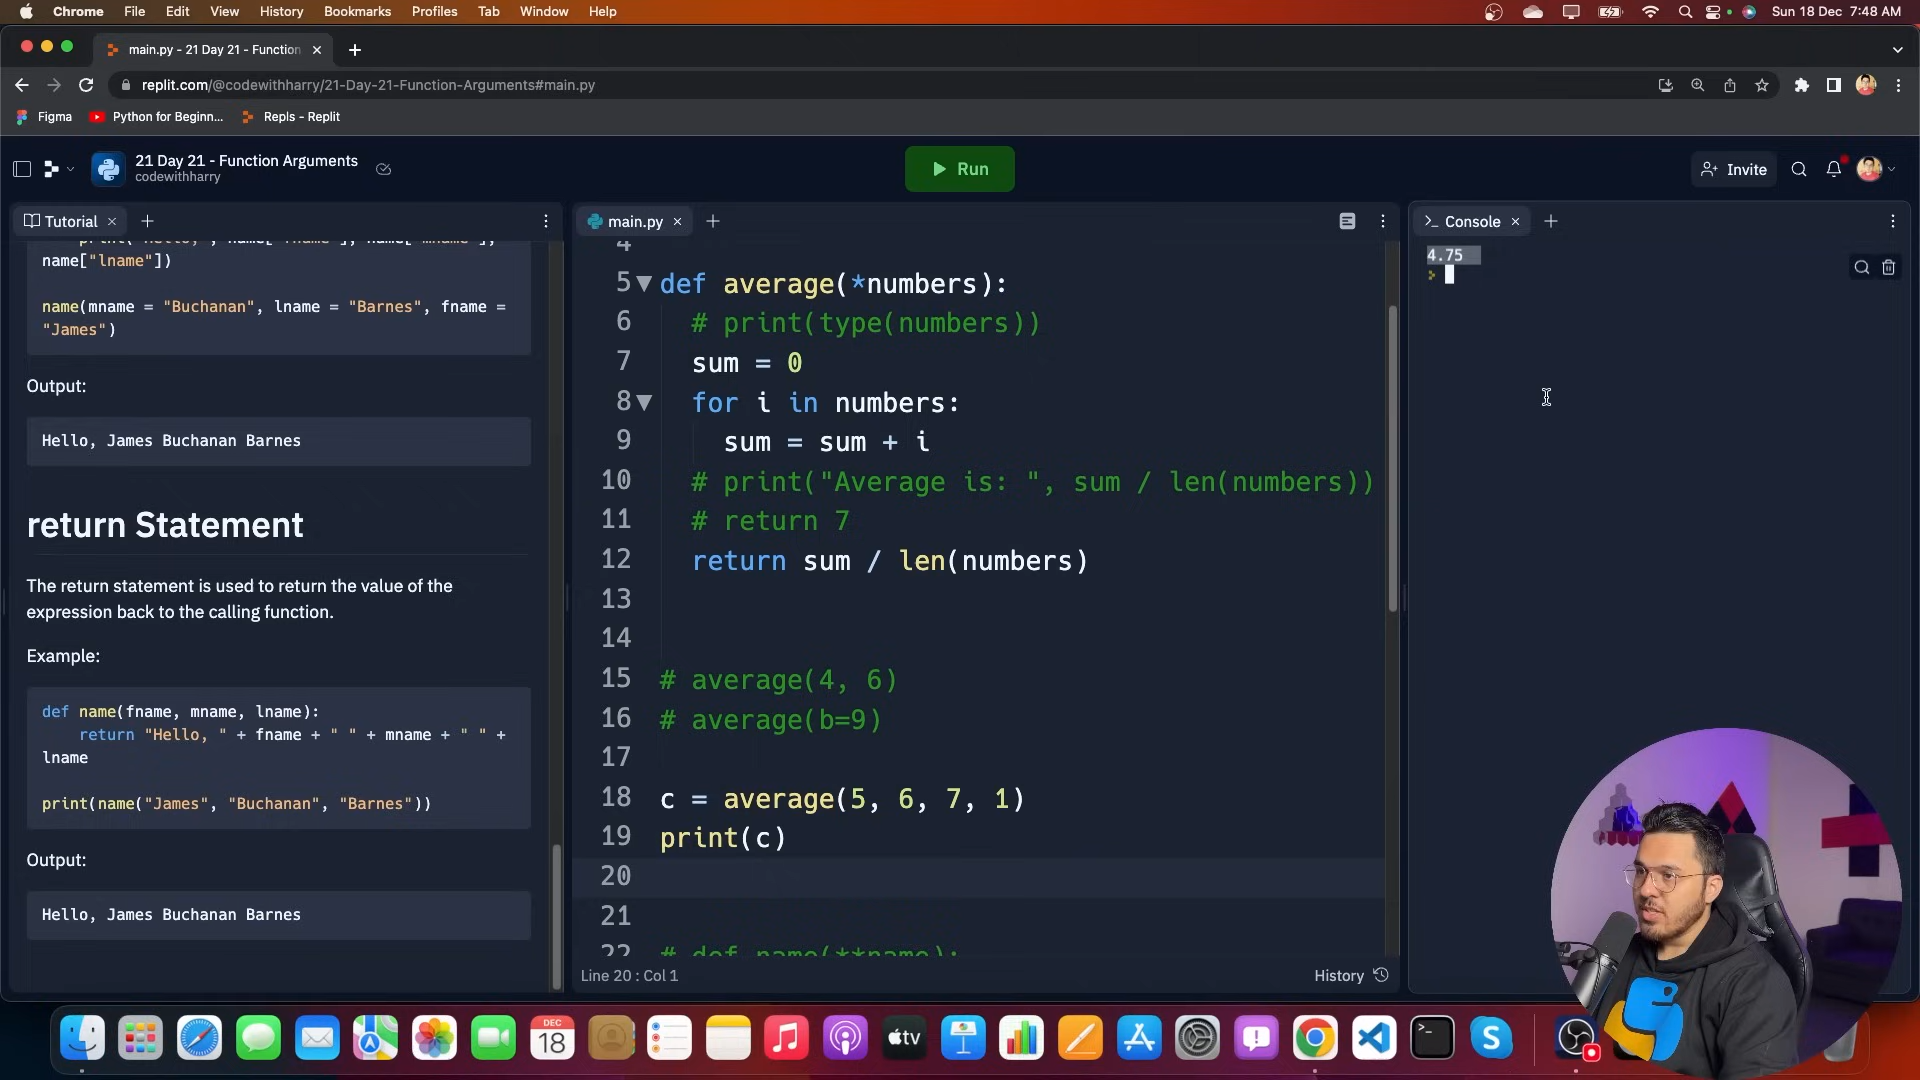 Chrome File Edit View History Bookmarks Profiles Tab Window Help Sun 18 Dec 7:48 AM
main.py - 21 Day 21 - Function
replit.com/@codewithharry/21-Day-21-Function-Arguments#main.py
Figma Python for Beginn... Repls - Replit
21 Day 21 - Function Arguments
codewithharry
Run
Invite
Tutorial
name["lname"])
name(mname = "Buchanan", lname = "Barnes", fname =
"James")
Output:
Hello, James Buchanan Barnes
return Statement
The return statement is used to return the value of the
expression back to the calling function.
Example:
def name(fname, mname, lname):
    return "Hello, " + fname + " " + mname + " " +
lname
print(name("James", "Buchanan", "Barnes"))
Output:
Hello, James Buchanan Barnes
main.py
4
5 def average(*numbers):
6   # print(type(numbers))
7   sum = 0
8   for i in numbers:
9     sum = sum + i
10   # print("Average is: ", sum / len(numbers))
11   # return 7
12   return sum / len(numbers)
13
14
15 # average(4, 6)
16 # average(b=9)
17
18 c = average(5, 6, 7, 1)
19 print(c)
20
21
22 # def name(**name):
Line 20 : Col 1
History
Console
4.75
DEC
18
tv